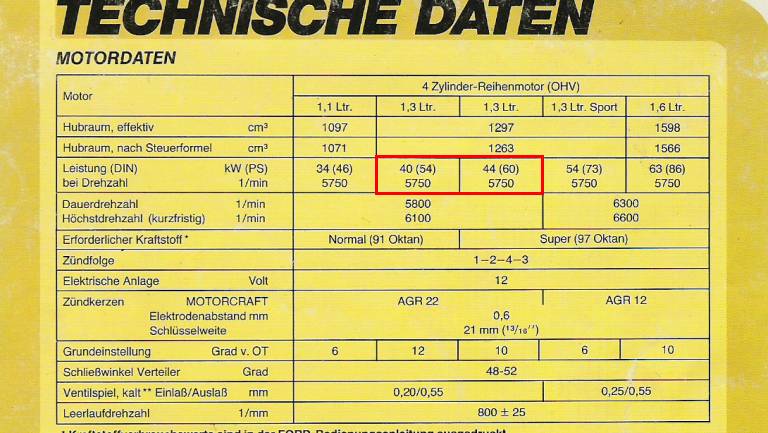 TECHNISCHE DATEN
MOTORDATEN
Motor 4 Zylinder-Reihenmotor (OHV)
1,1 Ltr. 1,3 Ltr. 1,3 Ltr. 1,3 Ltr. Sport 1,6 Ltr.
Hubraum, effektiv cm³ 1097 1297 1598
Hubraum, nach Steuerformel cm³ 1071 1263 1566
Leistung (DIN) kW (PS) 34 (46) 40 (54) 44 (60) 54 (73) 63 (86)
bei Drehzahl 1/min 5750 5750 5750 5750 5750
Dauerdrehzahl 1/min 5800 6300
Höchstdrehzahl (kurzfristig) 1/min 6100 6600
Erforderlicher Kraftstoff* Normal (91 Oktan) Super (97 Oktan)
Zündfolge 1–2–4–3
Elektrische Anlage Volt 12
Zündkerzen MOTORCRAFT AGR 22 AGR 12
Elektrodenabstand mm 0,6
Schlüsselweite 21 mm (13/16″)
Grundeinstellung Grad v. OT 6 12 10 6 10
Schließwinkel Verteiler Grad 48-52
Ventilspiel, kalt** Einlaß/Auslaß mm 0,20/0,55 0,25/0,55
Leerlaufdrehzahl 1/mm 800 ± 25
* Kraftstoffverbrauchswerte sind in der FORD-Bedienungsanleitung ausgedruckt